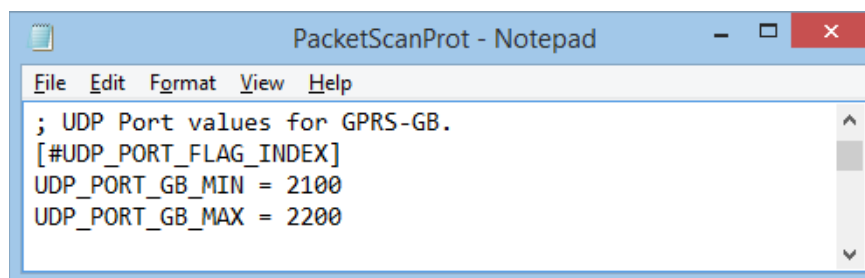 PacketScanProt - Notepad
File Edit Format View Help
; UDP Port values for GPRS-GB.
[#UDP_PORT_FLAG_INDEX]
UDP_PORT_GB_MIN = 2100
UDP_PORT_GB_MAX = 2200